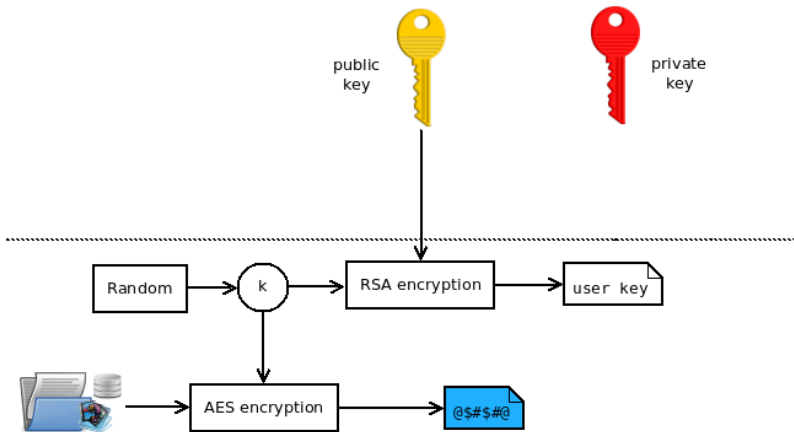 public
key
private
key
Random
k
RSA encryption
user key
AES encryption
@$#$#@